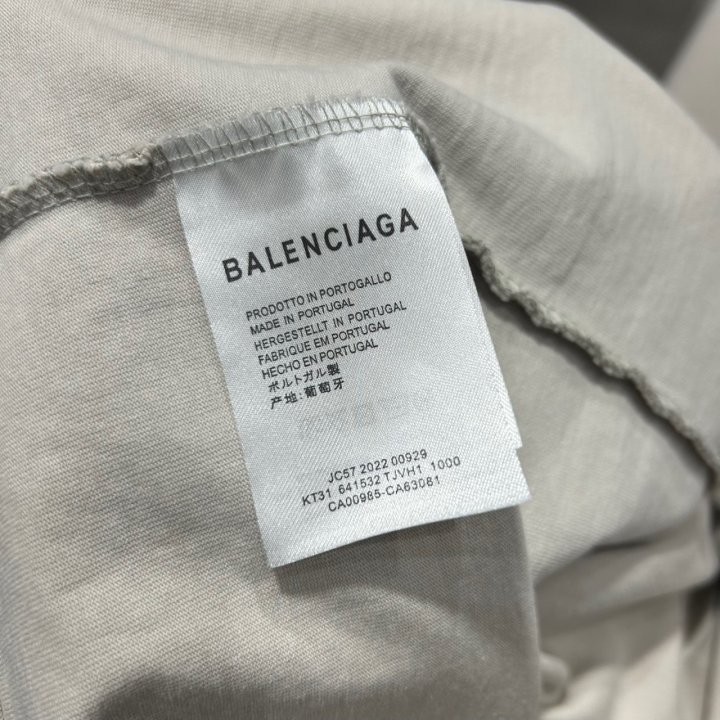 BALENCIAGA
PRODOTTO IN PORTOGALLO
MADE IN PORTUGAL
HERGESTELLT IN PORTUGAL
FABRIQUE EM PORTUGAL
HECHO EN PORTUGAL
ポルトガル製
产地:葡萄牙
JC57 2022 00929
KT31 641532 TJVH1 1000
CA00985-CA63081